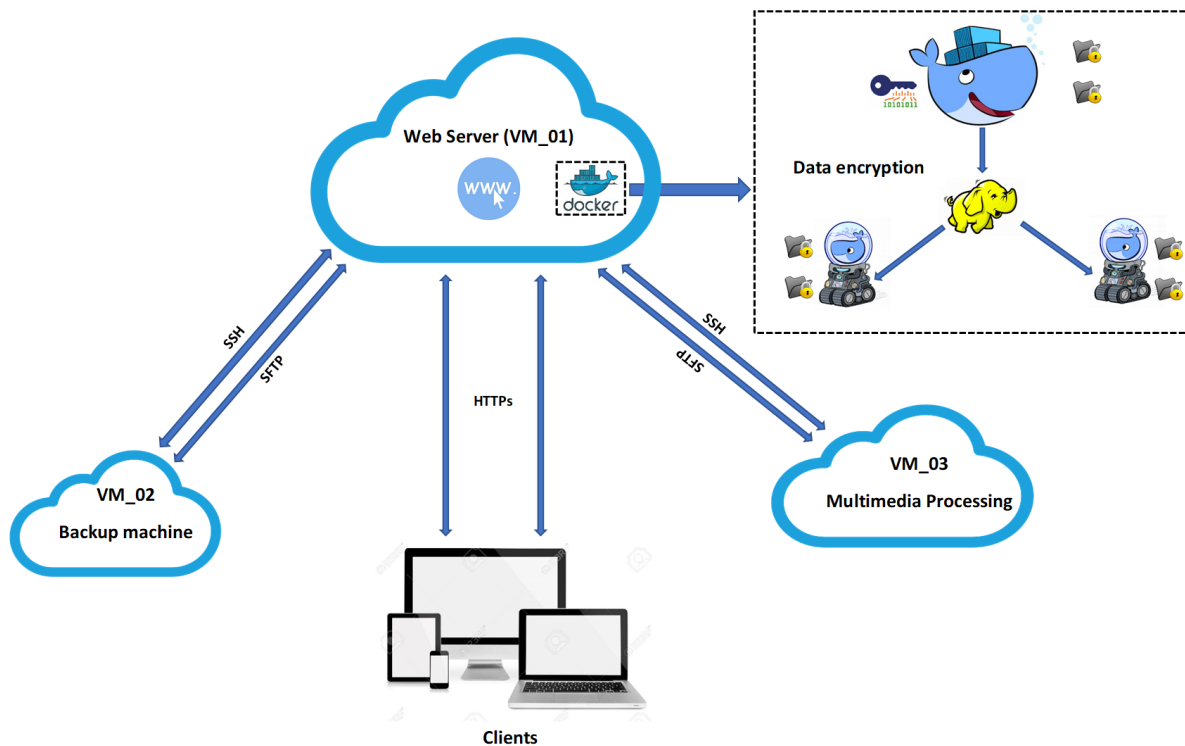 Web Server (VM_01)
www.
docker
10101011
Data encryption
SSH
SFTP
HTTPs
SSH
SFTP
VM_02
Backup machine
VM_03
Multimedia Processing
Clients